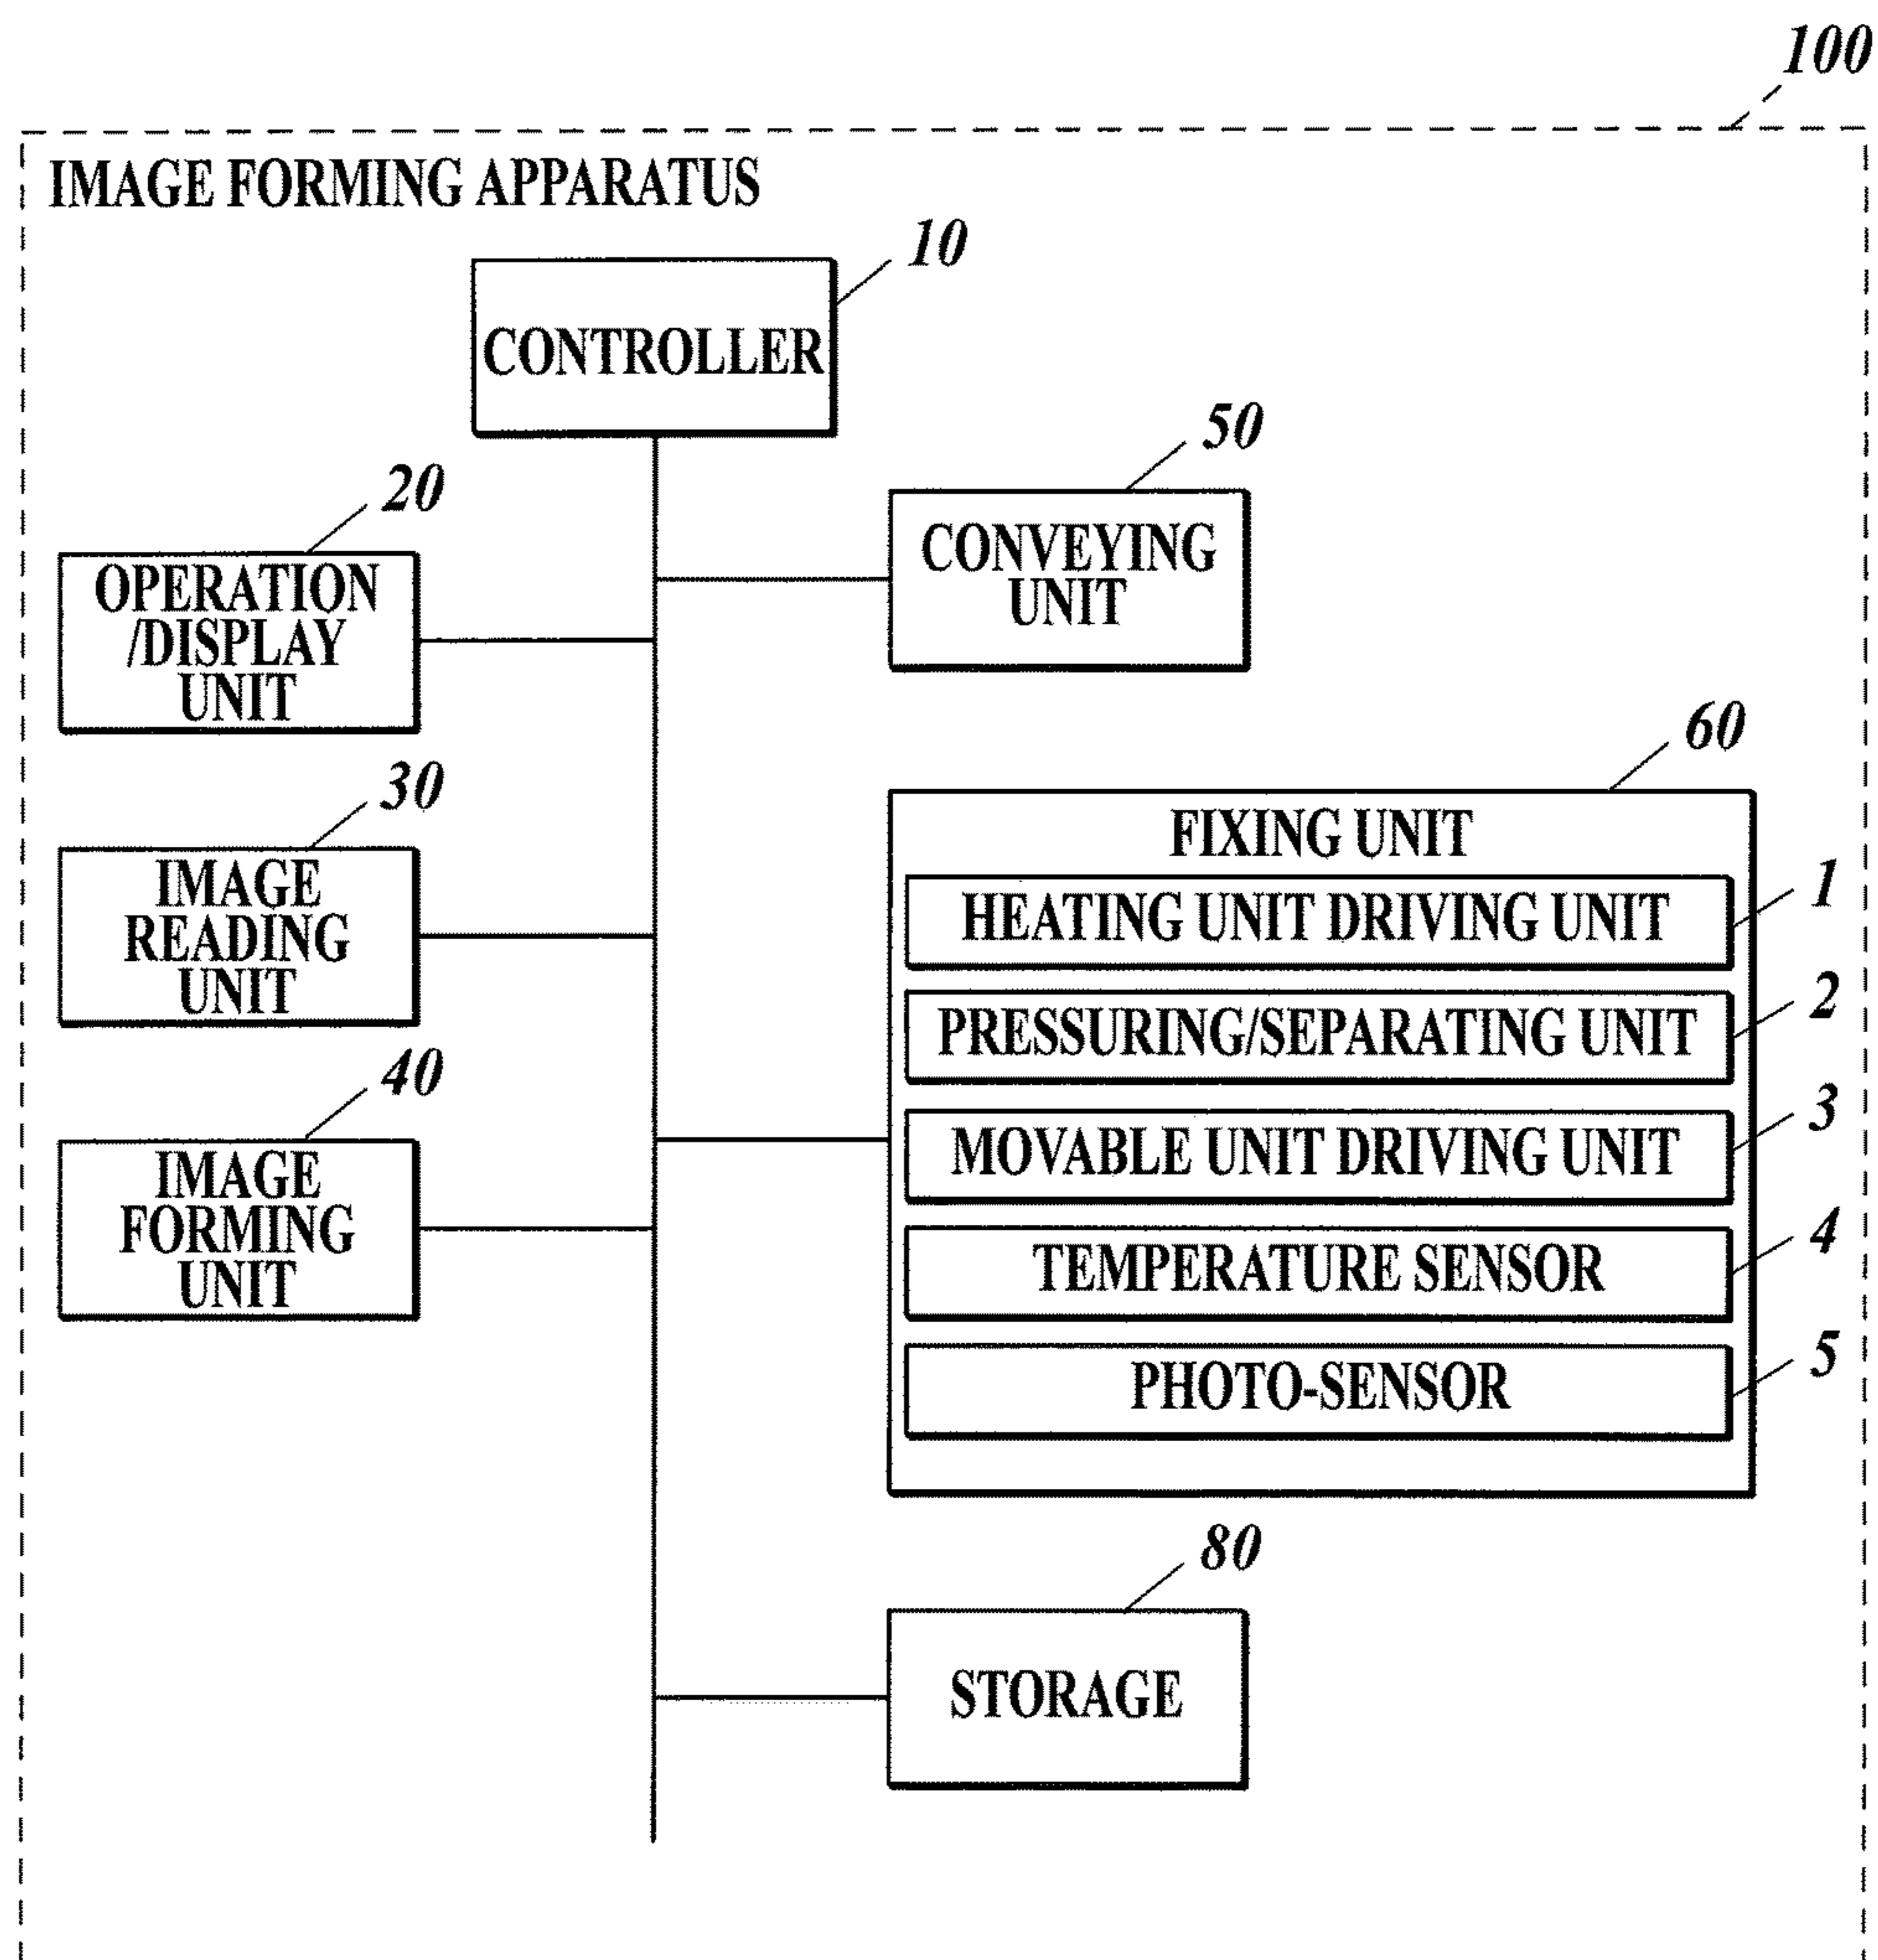 100
IMAGE FORMING APPARATUS
10
CONTROLLER
50
CONVEYING
UNIT
20
OPERATION
/DISPLAY
UNIT
30
IMAGE
READING
UNIT
40
IMAGE
FORMING
UNIT
60
FIXING UNIT
1
HEATING UNIT DRIVING UNIT
2
PRESSURING/SEPARATING UNIT
3
MOVABLE UNIT DRIVING UNIT
4
TEMPERATURE SENSOR
5
PHOTO-SENSOR
80
STORAGE